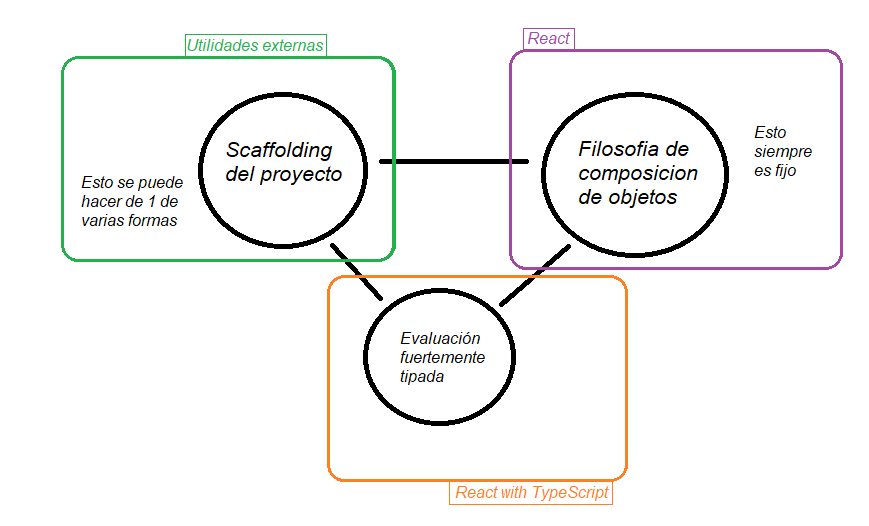 Utilidades externas
Scaffolding
del proyecto
Esto se puede
hacer de 1 de
varias formas
React
Filosofia de
composicion
de objetos
Esto
siempre
es fijo
Evaluación
fuertemente
tipada
React with TypeScript